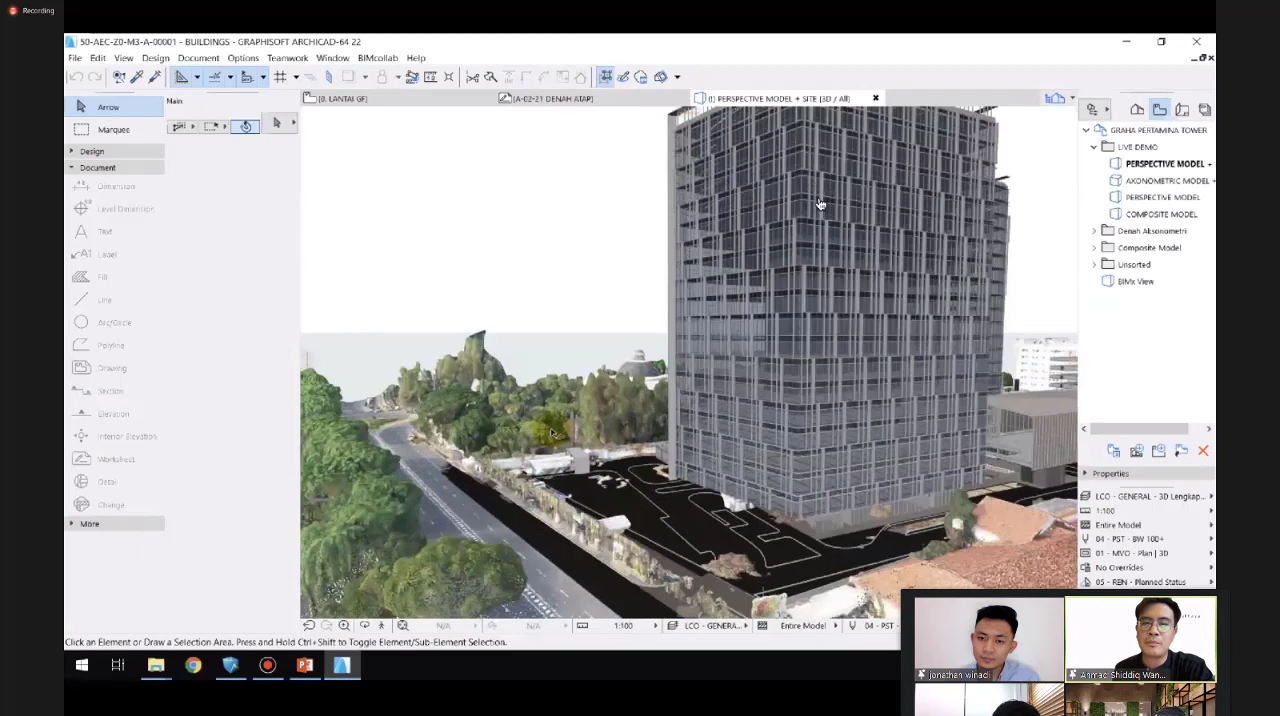 Recording
50-AEC-Z0-M3-A-00001 - BUILDINGS - GRAPHISOFT ARCHICAD-64 22
File Edit View Design Document Options Teamwork Window BIMcollab Help
Arrow
Main
[0. LANTAI GF]
[A-02-21 DENAH ATAP]
(!) PERSPECTIVE MODEL + SITE [3D / All]
Marquee
Design
Document
Dimension
Level Dimension
Text
Label
Fill
Line
Arc/Circle
Polyline
Drawing
Section
Elevation
Interior Elevation
Worksheet
Detail
Change
More
GRAHA PERTAMINA TOWER
LIVE DEMO
PERSPECTIVE MODEL +
AXONOMETRIC MODEL +
PERSPECTIVE MODEL
COMPOSITE MODEL
Denah Aksonometri
Composite Model
Unsorted
BIMx View
Properties
LCO - GENERAL - 3D Lengkap...
1:100
Entire Model
04 - PST - BW 100+
01 - MVO - Plan | 3D
No Overrides
05 - REN - Planned Status
N/A
N/A
1:100
LCO - GENERA...
Entire Model
04 - PST -
Click an Element or Draw a Selection Area. Press and Hold Ctrl+Shift to Toggle Element/Sub-Element Selection.
jonathan winadi
Ahmad Shiddiq Wan...